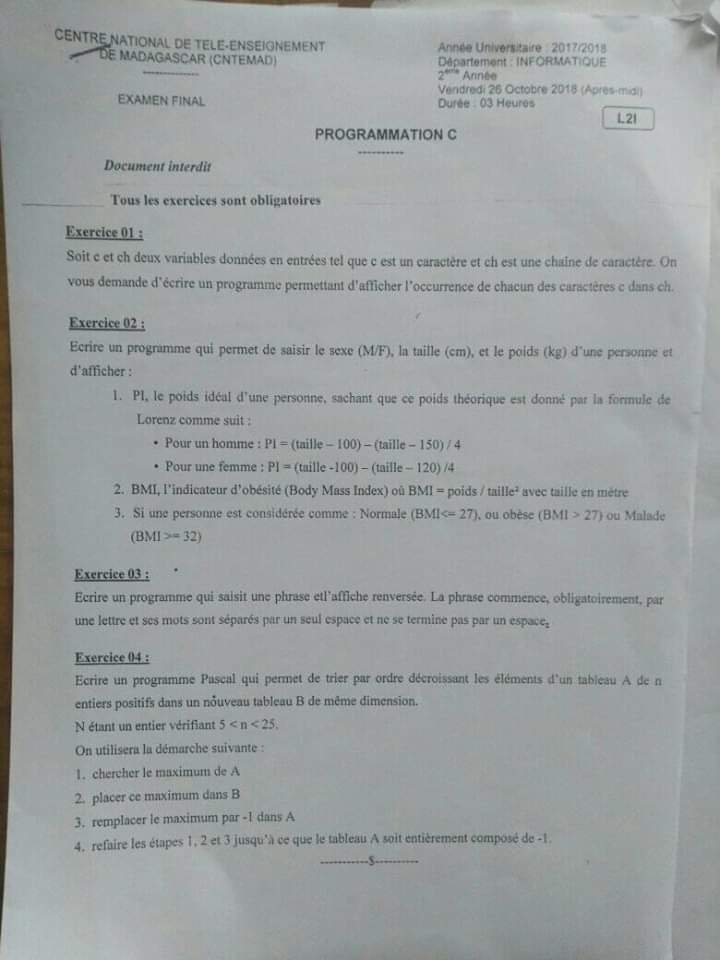 CENTRE NATIONAL DE TELE-ENSEIGNEMENT
DE MADAGASCAR (CNTEMAD)
---------------
EXAMEN FINAL
Année Universitaire : 2017/2018
Département : INFORMATIQUE
2ème Année
Vendredi 26 Octobre 2018 (Après-midi)
Durée : 03 Heures
L2I
PROGRAMMATION C
----------
Document interdit
Tous les exercices sont obligatoires
Exercice 01 :
Soit c et ch deux variables données en entrées tel que c est un caractère et ch est une chaîne de caractère. On
vous demande d'écrire un programme permettant d'afficher l'occurrence de chacun des caractères c dans ch.
Exercice 02 :
Ecrire un programme qui permet de saisir le sexe (M/F), la taille (cm), et le poids (kg) d'une personne et
d'afficher :
1. PI, le poids idéal d'une personne, sachant que ce poids théorique est donné par la formule de
Lorenz comme suit :
• Pour un homme : PI = (taille – 100) – (taille – 150) / 4
• Pour une femme : PI = (taille -100) – (taille – 120) /4
2. BMI, l'indicateur d'obésité (Body Mass Index) où BMI = poids / taille² avec taille en mètre
3. Si une personne est considérée comme : Normale (BMI<= 27), ou obèse (BMI > 27) ou Malade
(BMI >= 32)
Exercice 03 :
Ecrire un programme qui saisit une phrase etl'affiche renversée. La phrase commence, obligatoirement, par
une lettre et ses mots sont séparés par un seul espace et ne se termine pas par un espace.
Exercice 04 :
Ecrire un programme Pascal qui permet de trier par ordre décroissant les éléments d'un tableau A de n
entiers positifs dans un nouveau tableau B de même dimension.
N étant un entier vérifiant 5 < n < 25.
On utilisera la démarche suivante :
1. chercher le maximum de A
2. placer ce maximum dans B
3. remplacer le maximum par -1 dans A
4. refaire les étapes 1, 2 et 3 jusqu'à ce que le tableau A soit entièrement composé de -1.
-----------$----------